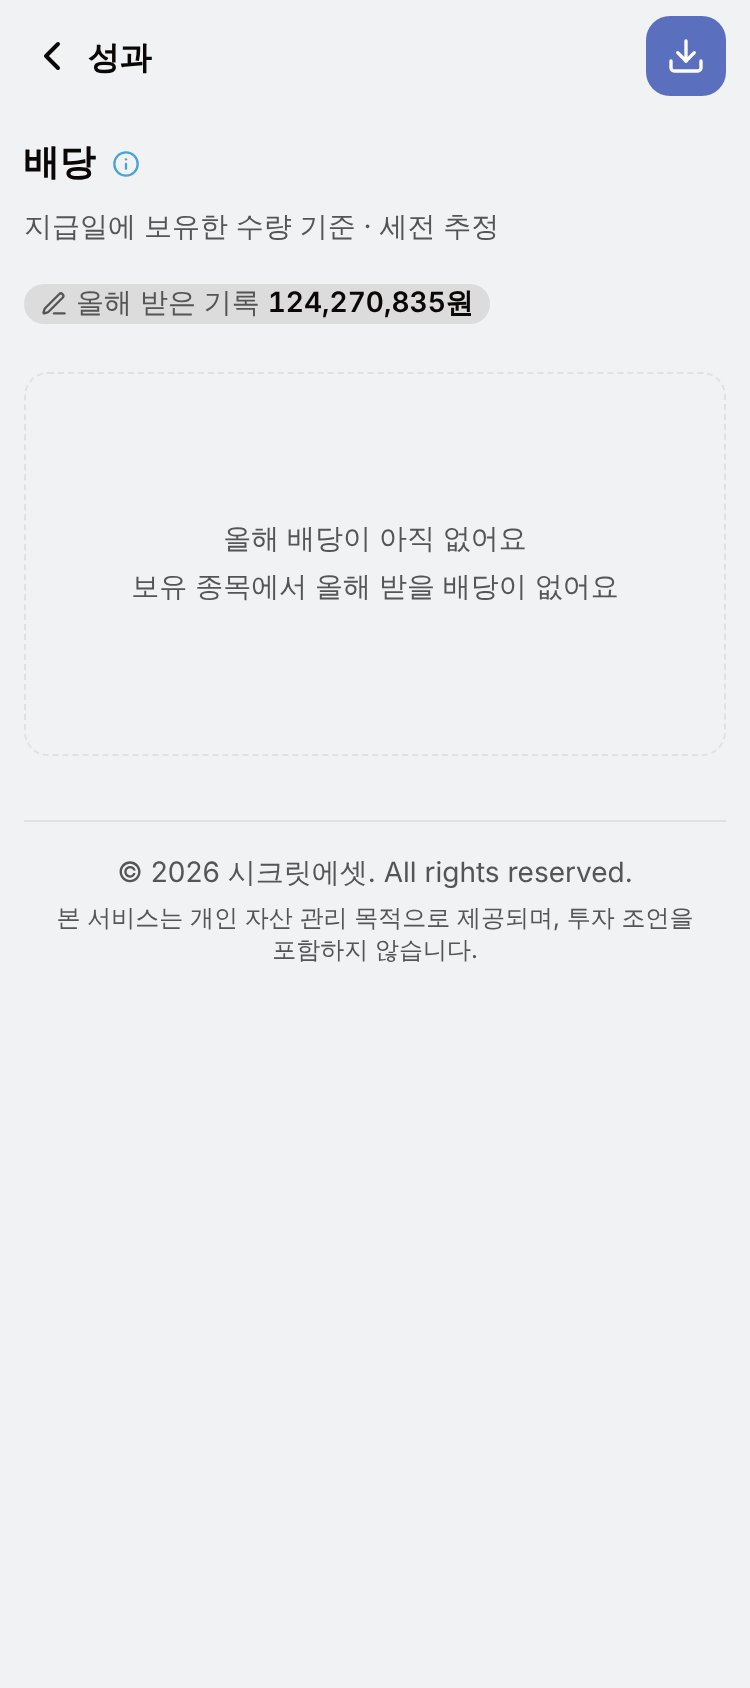 성과
배당
지급일에 보유한 수량 기준 · 세전 추정
올해 받은 기록 124,270,835원
올해 배당이 아직 없어요
보유 종목에서 올해 받을 배당이 없어요
© 2026 시크릿에셋. All rights reserved.
본 서비스는 개인 자산 관리 목적으로 제공되며, 투자 조언을
포함하지 않습니다.